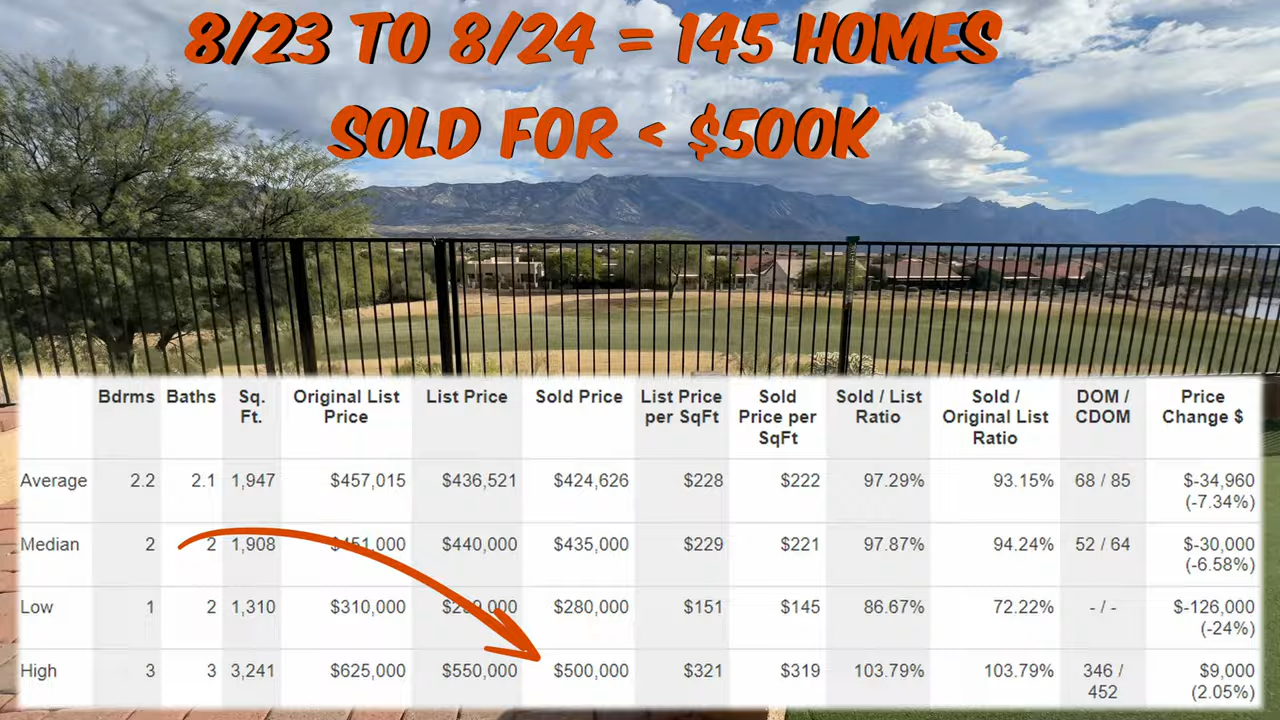 8/23 TO 8/24 = 145 HOMES
SOLD FOR < $500K
Bdrms Baths Sq. Ft. Original List Price List Price Sold Price List Price per SqFt Sold Price per SqFt Sold / List Ratio Sold / Original List Ratio DOM / CDOM Price Change $
Average 2.2 2.1 1,947 $457,015 $436,521 $424,626 $228 $222 97.29% 93.15% 68 / 85 $-34,960 (-7.34%)
Median 2 2 1,908 $451,000 $440,000 $435,000 $229 $221 97.87% 94.24% 52 / 64 $-30,000 (-6.58%)
Low 1 2 1,310 $310,000 $280,000 $151 $145 86.67% 72.22% - / - $-126,000 (-24%)
High 3 3 3,241 $625,000 $550,000 $500,000 $321 $319 103.79% 103.79% 346 / 452 $9,000 (2.05%)